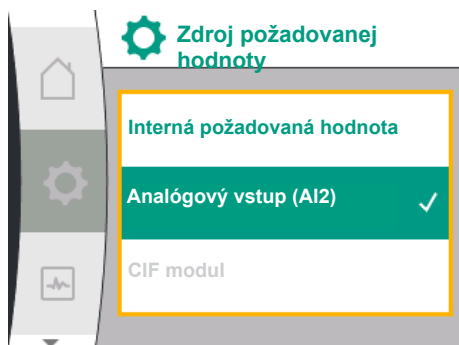 Zdroj požadovanej
hodnoty
Interná požadovaná hodnota
Analógový vstup (AI2)
CIF modul